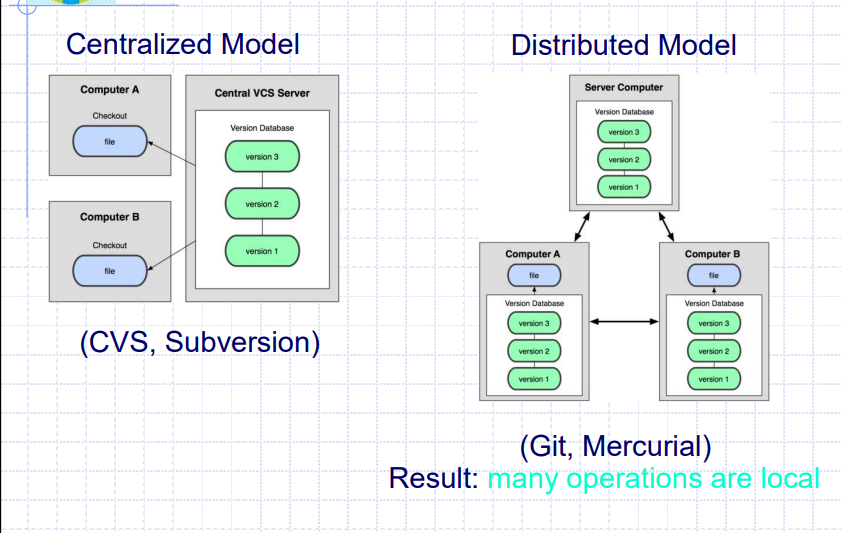 Centralized Model
Computer A
Checkout
file
Computer B
Checkout
file
Central VCS Server
Version Database
version 3
version 2
version 1
(CVS, Subversion)
Distributed Model
Server Computer
Version Database
version 3
version 2
version 1
Computer A
file
Version Database
version 3
version 2
version 1
Computer B
file
Version Database
version 3
version 2
version 1
(Git, Mercurial)
Result: many operations are local